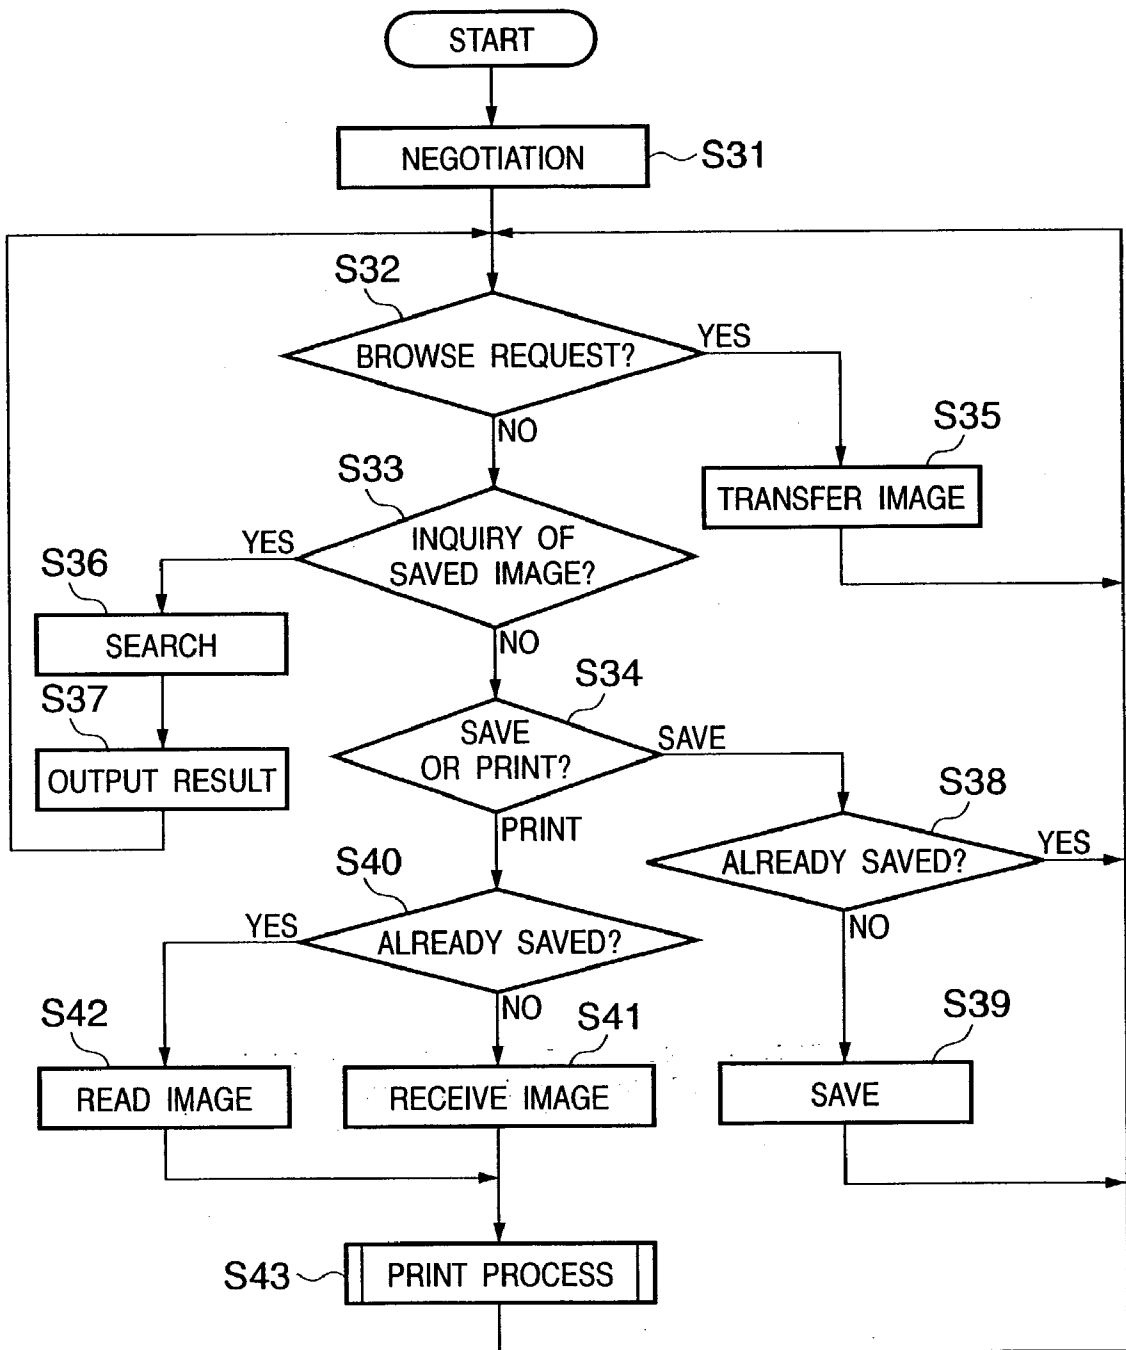 START
NEGOTIATION
S31
S32
BROWSE REQUEST?
YES
NO
S35
TRANSFER IMAGE
S33
INQUIRY OF
SAVED IMAGE?
YES
NO
S36
SEARCH
S37
OUTPUT RESULT
S34
SAVE
OR PRINT?
SAVE
PRINT
S38
ALREADY SAVED?
YES
NO
S40
ALREADY SAVED?
YES
NO
S42
READ IMAGE
S41
RECEIVE IMAGE
S39
SAVE
S43
PRINT PROCESS